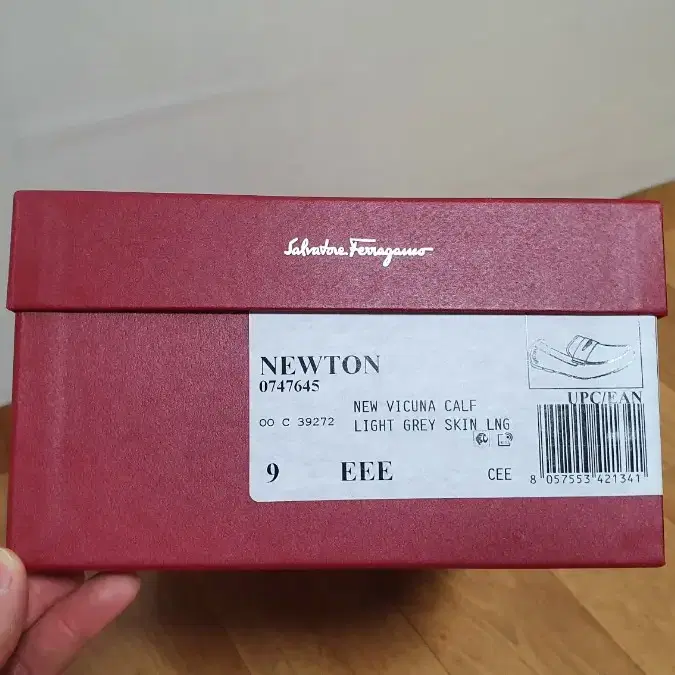 Salvatore Ferragamo
NEWTON
0747645
NEW VICUNA CALF
OO C 39272
LIGHT GREY SKIN LNG
9 EEE CEE
UPC/EAN
8 057553 421341